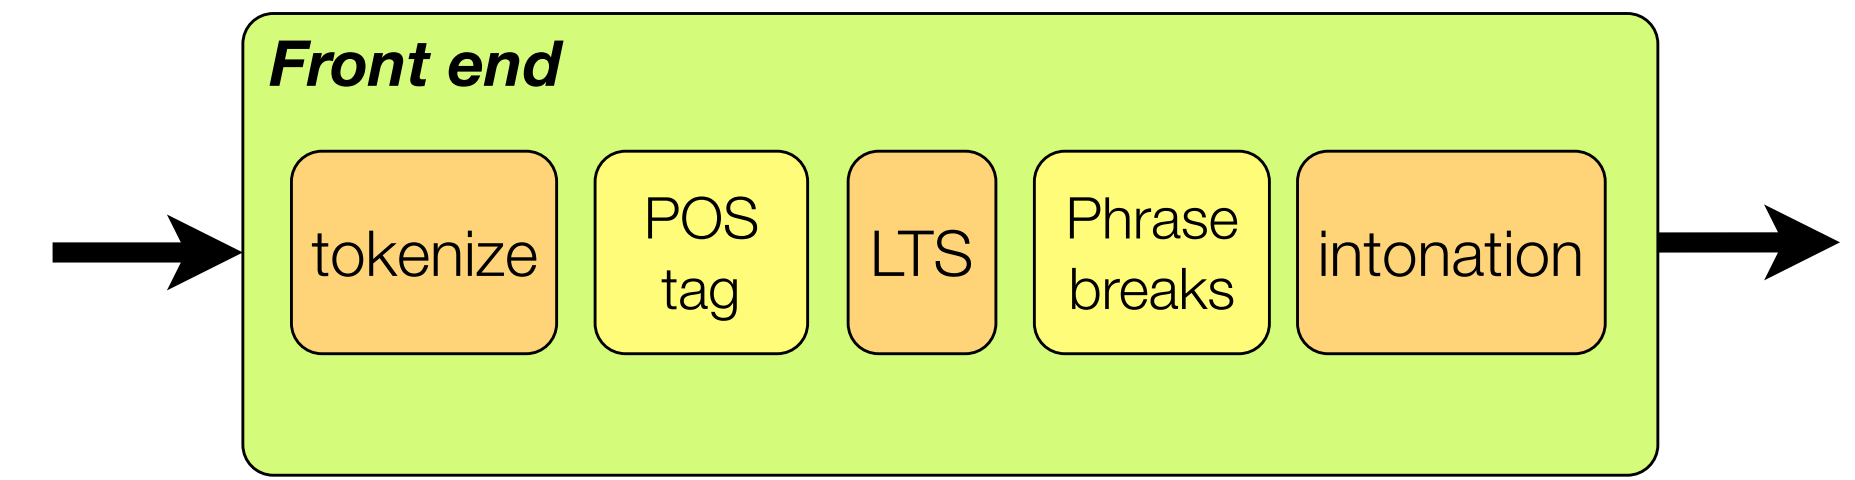 Front end
tokenize
POS
tag
LTS
Phrase
breaks
intonation